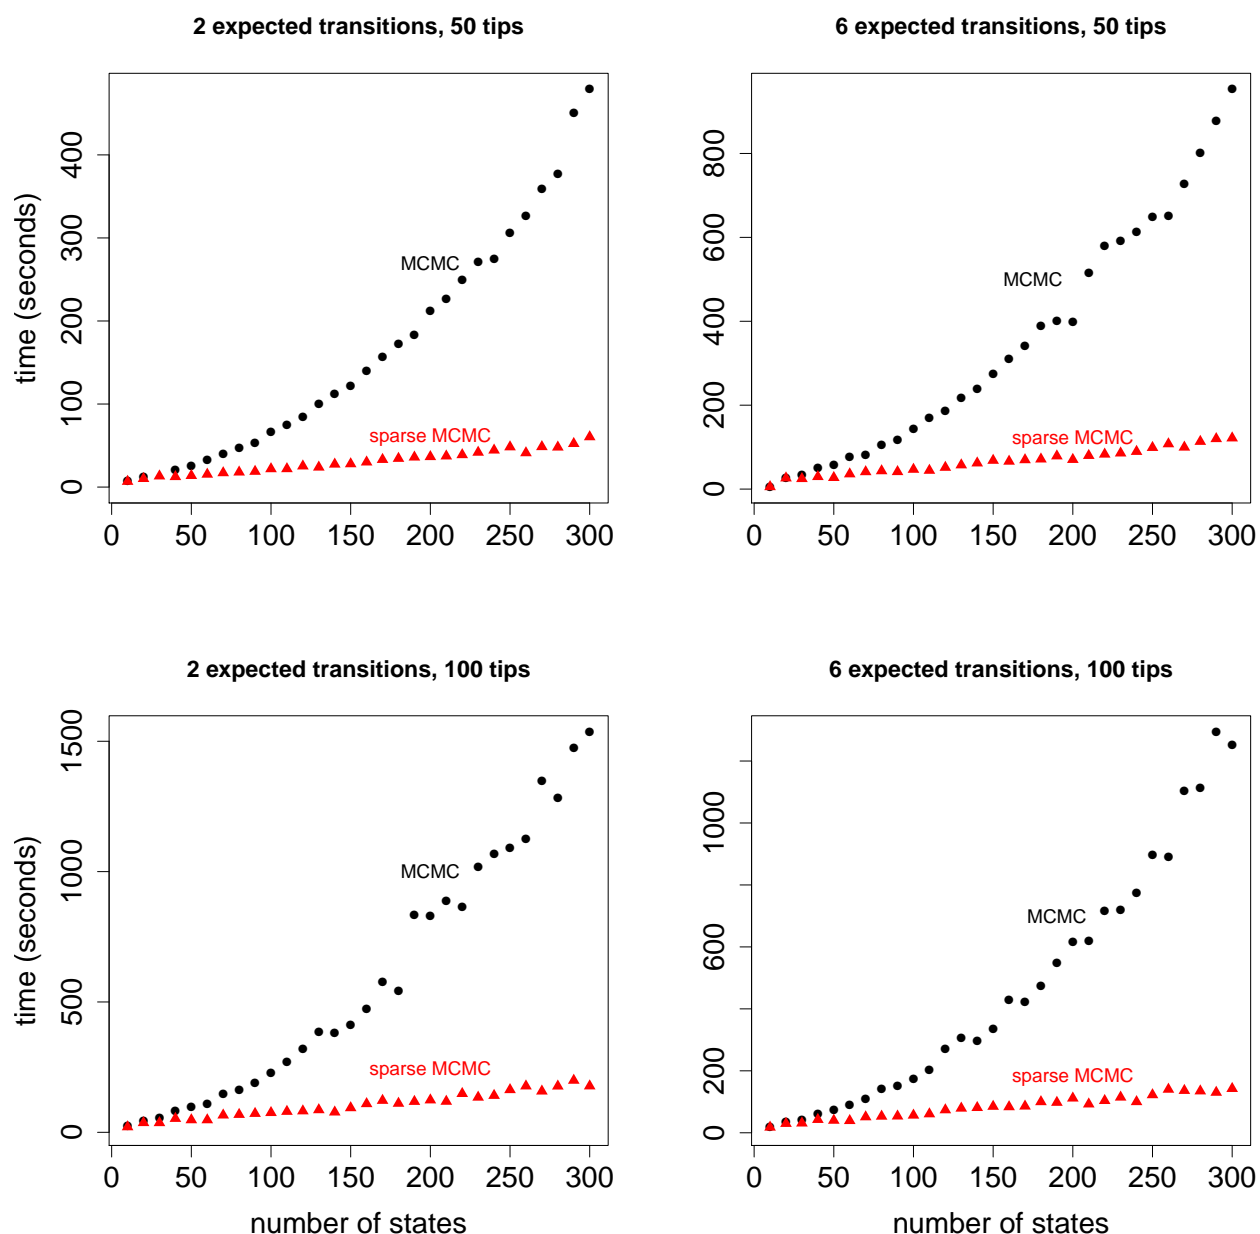 2 expected transitions, 50 tips
time (seconds)
0 100 200 300 400
MCMC
sparse MCMC
0 50 100 150 200 250 300
6 expected transitions, 50 tips
0 200 400 600 800
MCMC
sparse MCMC
0 50 100 150 200 250 300
2 expected transitions, 100 tips
time (seconds)
0 500 1000 1500
MCMC
sparse MCMC
0 50 100 150 200 250 300
number of states
6 expected transitions, 100 tips
0 200 600 1000
MCMC
sparse MCMC
0 50 100 150 200 250 300
number of states